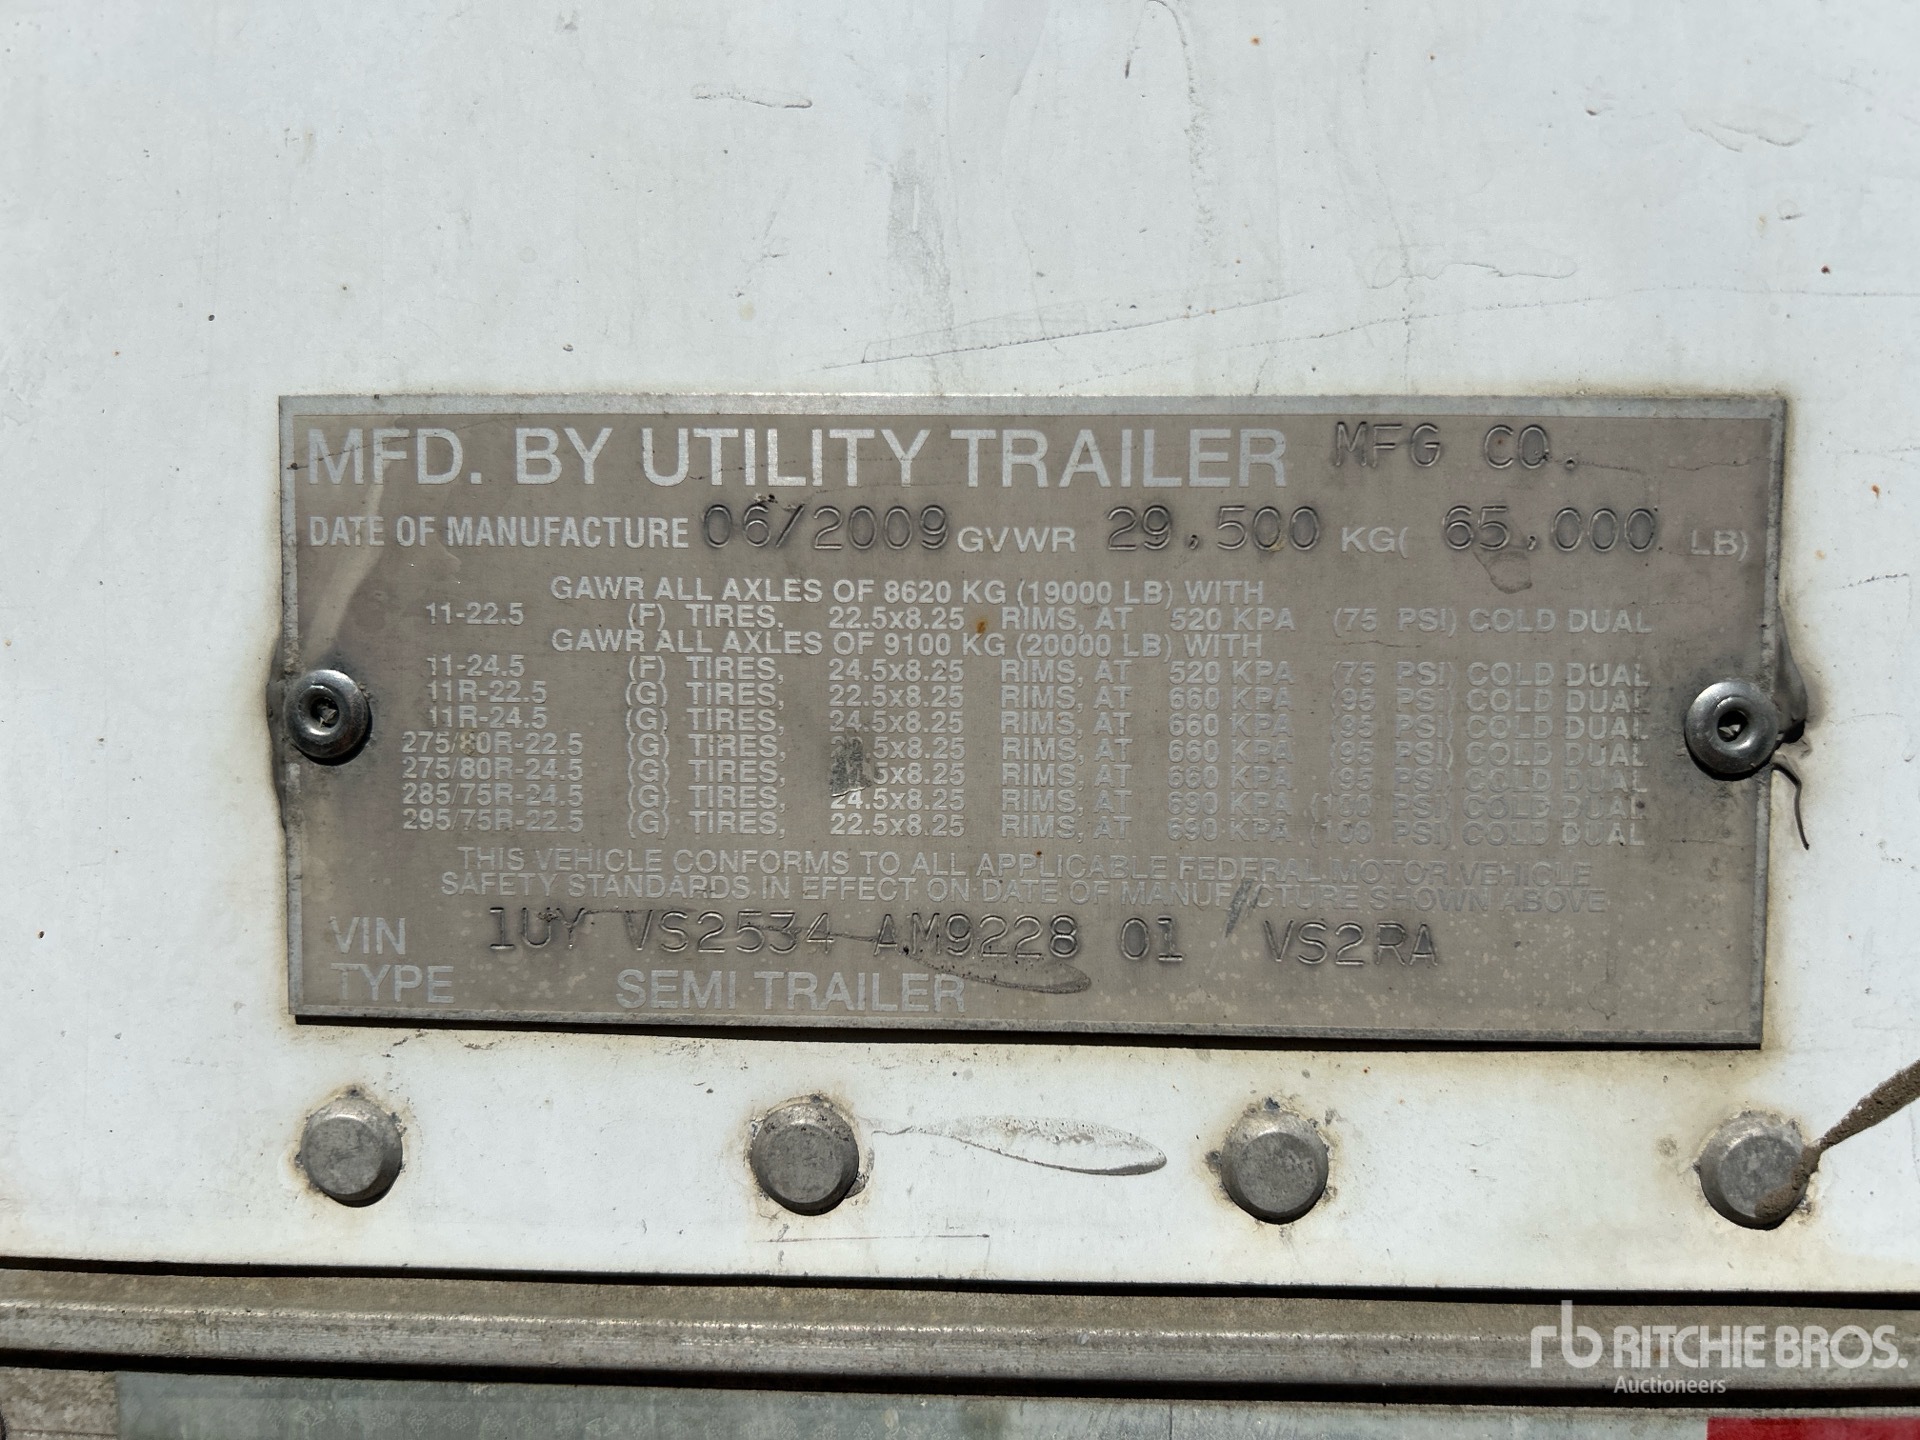 MFD. BY UTILITY TRAILER MFG CO.
DATE OF MANUFACTURE 06/2009 GVWR 29,500 KG( 65,000 LB)
GAWR ALL AXLES OF 8620 KG (19000 LB) WITH
11-22.5 (F) TIRES, 22.5x8.25 RIMS, AT 520 KPA (75 PSI) COLD DUAL
GAWR ALL AXLES OF 9100 KG (20000 LB) WITH
11-24.5 (F) TIRES, 24.5x8.25 RIMS, AT 520 KPA (75 PSI) COLD DUAL
11R-22.5 (G) TIRES, 22.5x8.25 RIMS, AT 660 KPA (95 PSI) COLD DUAL
11R-24.5 (G) TIRES, 24.5x8.25 RIMS, AT 660 KPA (95 PSI) COLD DUAL
275/80R-22.5 (G) TIRES, RIMS, AT 660 KPA (95 PSI) COLD DUAL
275/80R-24.5 (G) TIRES, RIMS, AT 660 KPA (95 PSI) COLD DUAL
285/75R-24.5 (G) TIRES, 24.5x8.25 RIMS, AT 690 KPA (100 PSI) COLD DUAL
295/75R-22.5 (G) TIRES, 22.5x8.25 RIMS, AT 690 KPA (100 PSI) COLD DUAL
THIS VEHICLE CONFORMS TO ALL APPLICABLE FEDERAL MOTOR VEHICLE
SAFETY STANDARDS IN EFFECT ON DATE OF MANUFACTURE SHOWN ABOVE
VIN 1UY VS2534 AM9228 01 VS2RA
TYPE SEMI TRAILER
rb RITCHIE BROS.
Auctioneers